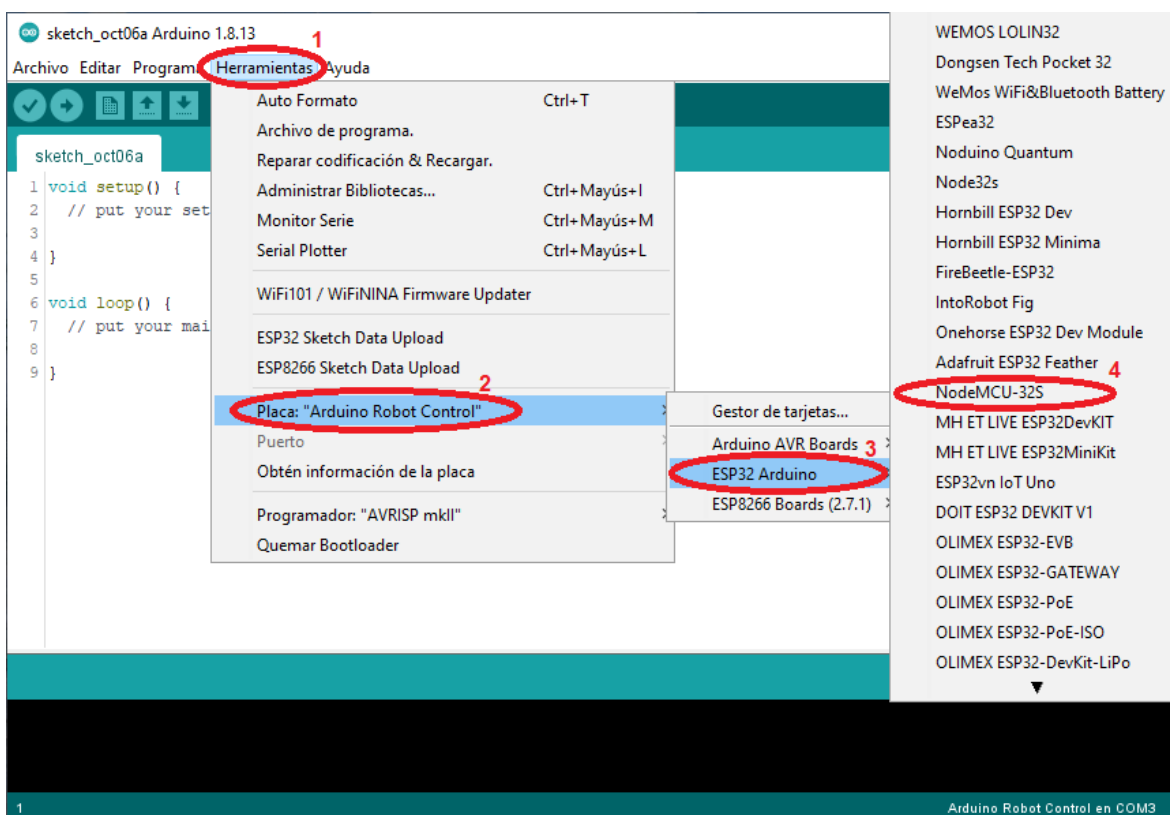 sketch_oct06a Arduino 1.8.13
1
Archivo Editar Program Herramientas Ayuda
sketch_oct06a
1 void setup() {
2 // put your set
3
4 }
5
6 void loop() {
7 // put your mai
8
9 }
Auto Formato Ctrl+T
Archivo de programa.
Reparar codificación & Recargar.
Administrar Bibliotecas... Ctrl+Mayús+I
Monitor Serie Ctrl+Mayús+M
Serial Plotter Ctrl+Mayús+L
WiFi101 / WiFiNINA Firmware Updater
ESP32 Sketch Data Upload
ESP8266 Sketch Data Upload
2
Placa: "Arduino Robot Control"
Puerto
Obtén información de la placa
Programador: "AVRISP mkII"
Quemar Bootloader
Gestor de tarjetas...
Arduino AVR Boards
3
ESP32 Arduino
ESP8266 Boards (2.7.1)
WEMOS LOLIN32
Dongsen Tech Pocket 32
WeMos WiFi&Bluetooth Battery
ESPea32
Noduino Quantum
Node32s
Hornbill ESP32 Dev
Hornbill ESP32 Minima
FireBeetle-ESP32
IntoRobot Fig
Onehorse ESP32 Dev Module
Adafruit ESP32 Feather
4
NodeMCU-32S
MH ET LIVE ESP32DevKIT
MH ET LIVE ESP32MiniKit
ESP32vn IoT Uno
DOIT ESP32 DEVKIT V1
OLIMEX ESP32-EVB
OLIMEX ESP32-GATEWAY
OLIMEX ESP32-PoE
OLIMEX ESP32-PoE-ISO
OLIMEX ESP32-DevKit-LiPo
1
Arduino Robot Control en COM3